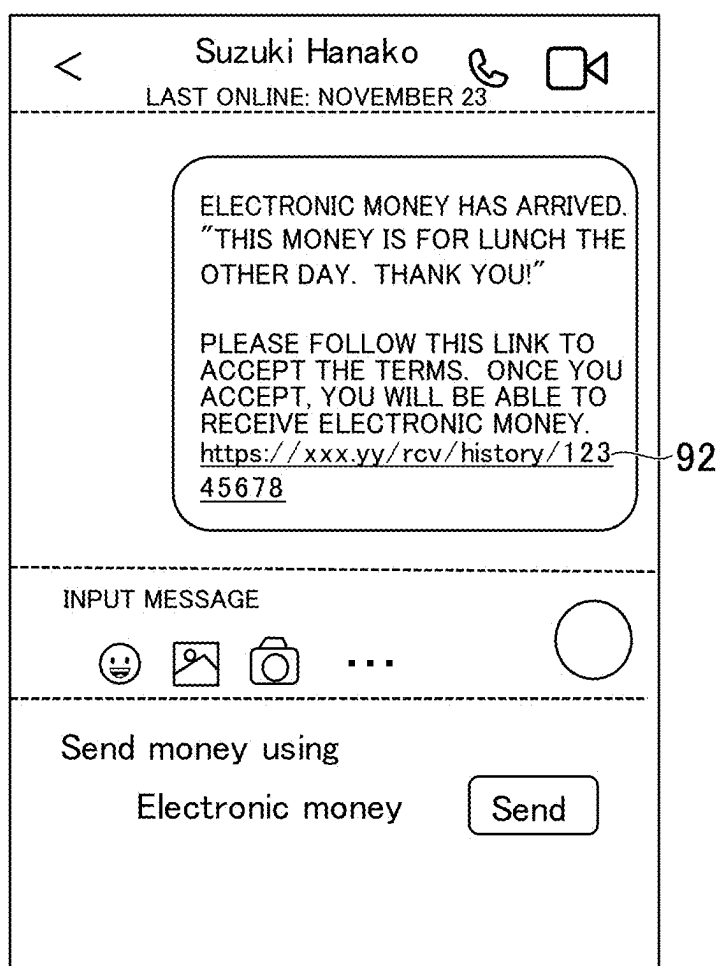 Suzuki Hanako
LAST ONLINE: NOVEMBER 23
ELECTRONIC MONEY HAS ARRIVED.
"THIS MONEY IS FOR LUNCH THE
OTHER DAY. THANK YOU!"
PLEASE FOLLOW THIS LINK TO
ACCEPT THE TERMS. ONCE YOU
ACCEPT, YOU WILL BE ABLE TO
RECEIVE ELECTRONIC MONEY.
https://xxx.yy/rcv/history/123
45678
92
INPUT MESSAGE
Send money using
Electronic money
Send